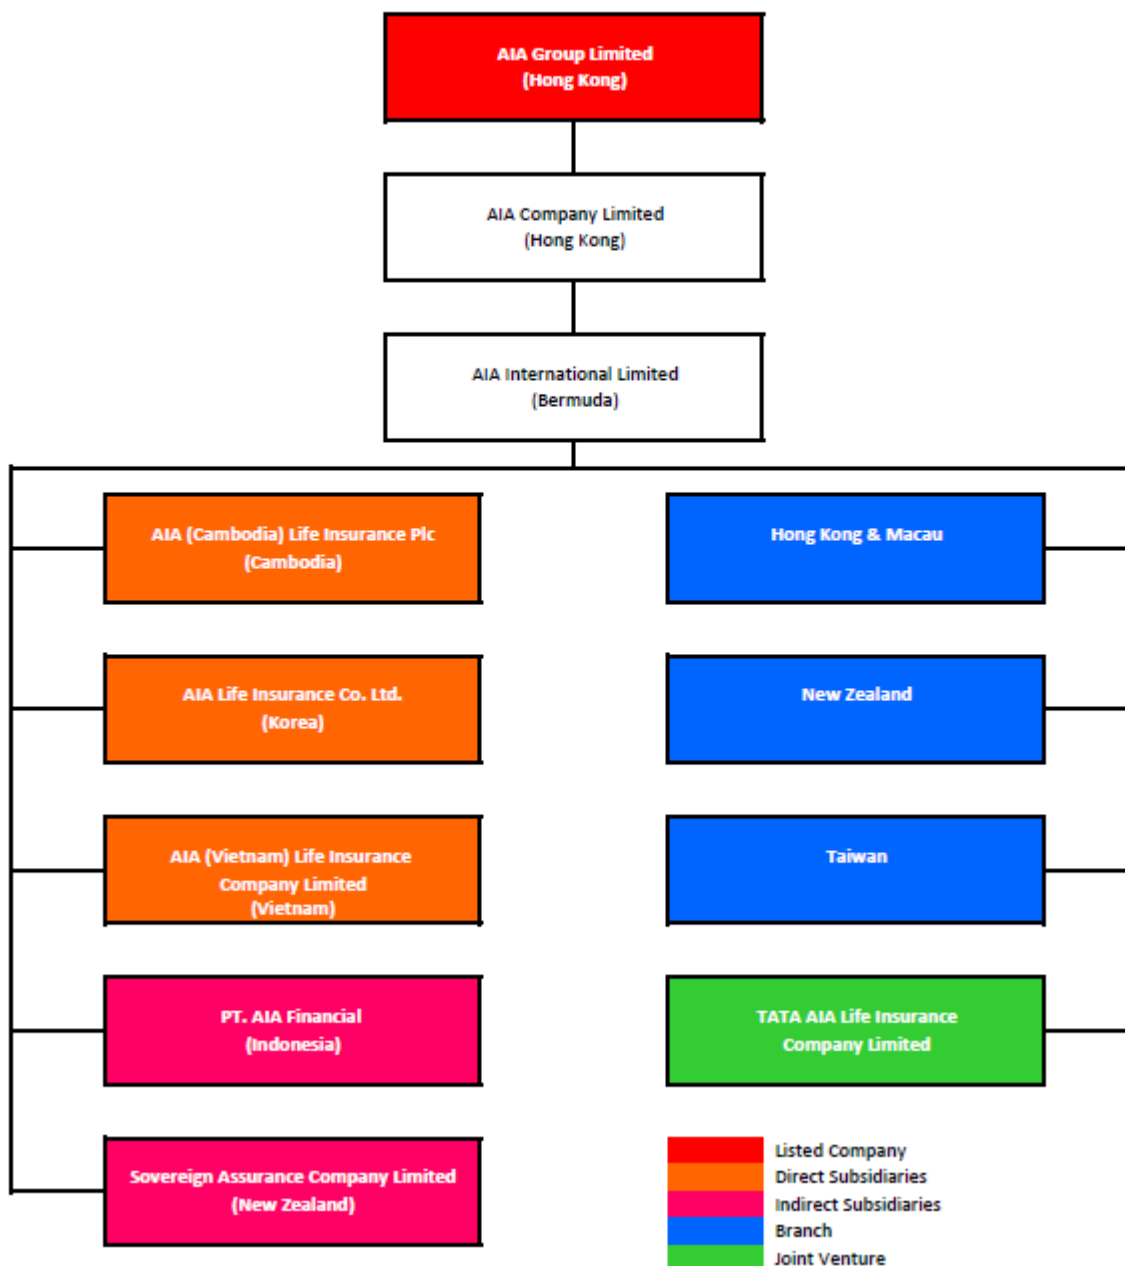 AIA Group Limited
(Hong Kong)
AIA Company Limited
(Hong Kong)
AIA International Limited
(Bermuda)
AIA (Cambodia) Life Insurance Plc
(Cambodia)
Hong Kong & Macau
AIA Life Insurance Co. Ltd.
(Korea)
New Zealand
AIA (Vietnam) Life Insurance
Company Limited
(Vietnam)
Taiwan
PT. AIA Financial
(Indonesia)
TATA AIA Life Insurance
Company Limited
Sovereign Assurance Company Limited
(New Zealand)
Listed Company
Direct Subsidiaries
Indirect Subsidiaries
Branch
Joint Venture